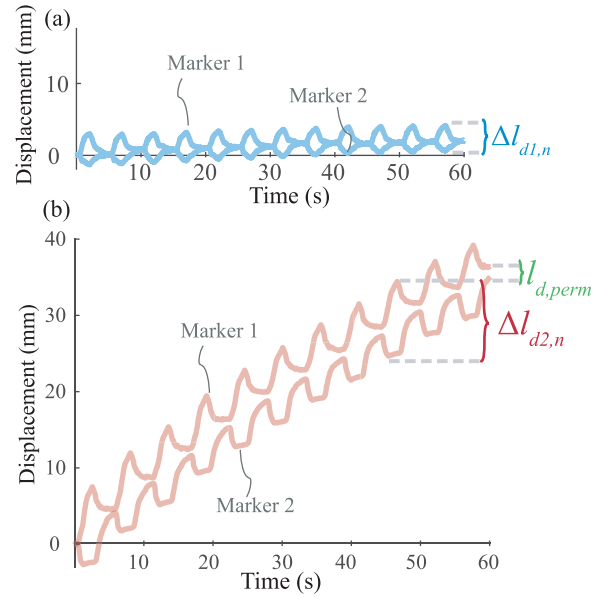 (a)
Displacement (mm)
10
0
Marker 1
Marker 2
Δl_{d1,n}
10 20 30 40 50 60
Time (s)
(b)
Displacement (mm)
40
30
20
10
0
Marker 1
Marker 2
l_{d,perm}
Δl_{d2,n}
10 20 30 40 50 60
Time (s)